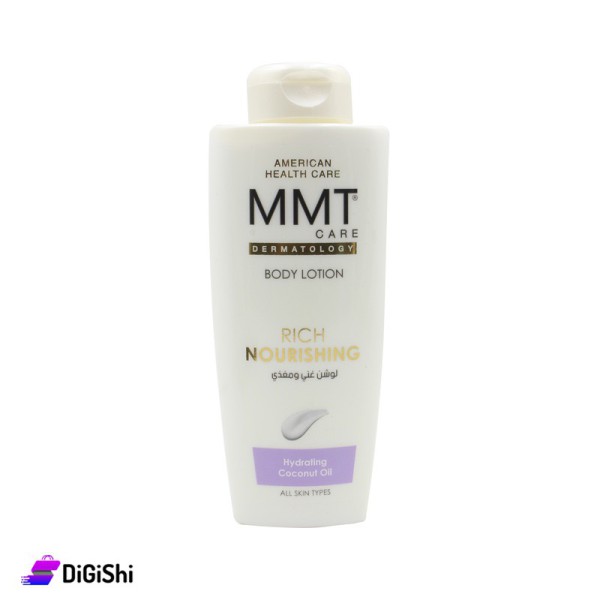 AMERICAN
HEALTH CARE
MMT®
CARE
DERMATOLOGY
BODY LOTION
RICH
NOURISHING
لوشن غني ومغذي
Hydrating
Coconut Oil
ALL SKIN TYPES
DiGiShi